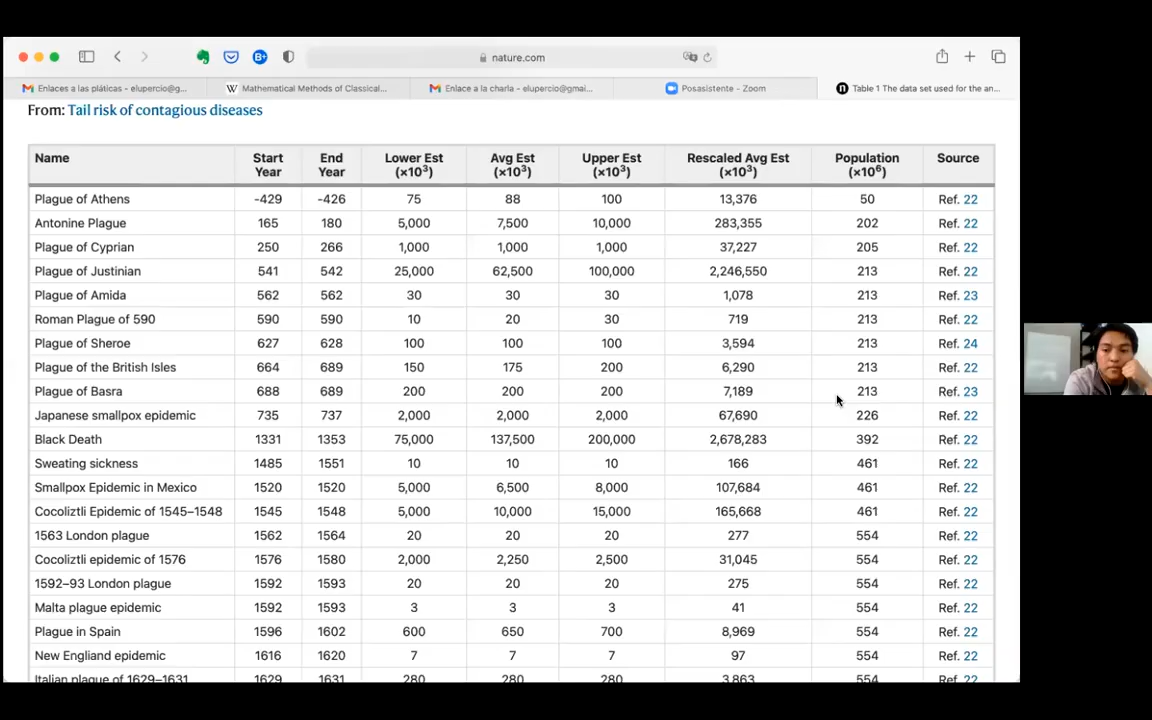 nature.com
Enlaces a las pláticas - elupercio@g...
Mathematical Methods of Classical...
Enlace a la charla - elupercio@gmai...
Posasistente - Zoom
Table 1 The data set used for the an...
From: Tail risk of contagious diseases
Name Start Year End Year Lower Est (×10³) Avg Est (×10³) Upper Est (×10³) Rescaled Avg Est (×10³) Population (×10⁶) Source
Plague of Athens -429 -426 75 88 100 13,376 50 Ref. 22
Antonine Plague 165 180 5,000 7,500 10,000 283,355 202 Ref. 22
Plague of Cyprian 250 266 1,000 1,000 1,000 37,227 205 Ref. 22
Plague of Justinian 541 542 25,000 62,500 100,000 2,246,550 213 Ref. 22
Plague of Amida 562 562 30 30 30 1,078 213 Ref. 23
Roman Plague of 590 590 590 10 20 30 719 213 Ref. 22
Plague of Sheroe 627 628 100 100 100 3,594 213 Ref. 24
Plague of the British Isles 664 689 150 175 200 6,290 213 Ref. 22
Plague of Basra 688 689 200 200 200 7,189 213 Ref. 23
Japanese smallpox epidemic 735 737 2,000 2,000 2,000 67,690 226 Ref. 22
Black Death 1331 1353 75,000 137,500 200,000 2,678,283 392 Ref. 22
Sweating sickness 1485 1551 10 10 10 166 461 Ref. 22
Smallpox Epidemic in Mexico 1520 1520 5,000 6,500 8,000 107,684 461 Ref. 22
Cocoliztli Epidemic of 1545–1548 1545 1548 5,000 10,000 15,000 165,668 461 Ref. 22
1563 London plague 1562 1564 20 20 20 277 554 Ref. 22
Cocoliztli epidemic of 1576 1576 1580 2,000 2,250 2,500 31,045 554 Ref. 22
1592–93 London plague 1592 1593 20 20 20 275 554 Ref. 22
Malta plague epidemic 1592 1593 3 3 3 41 554 Ref. 22
Plague in Spain 1596 1602 600 650 700 8,969 554 Ref. 22
New England epidemic 1616 1620 7 7 7 97 554 Ref. 22
Italian plague of 1629–1631 1629 1631 280 280 280 3,863 554 Ref. 22